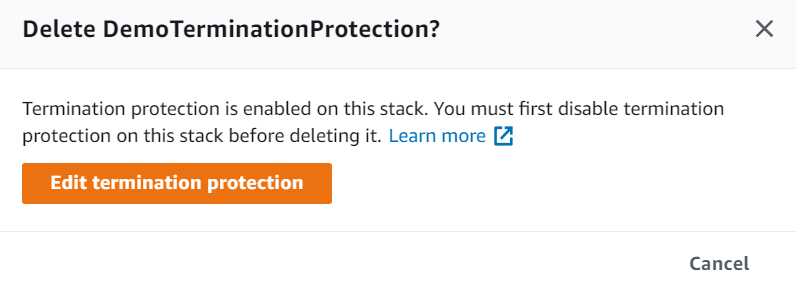 Delete DemoTerminationProtection?
Termination protection is enabled on this stack. You must first disable termination
protection on this stack before deleting it. Learn more
Edit termination protection
Cancel